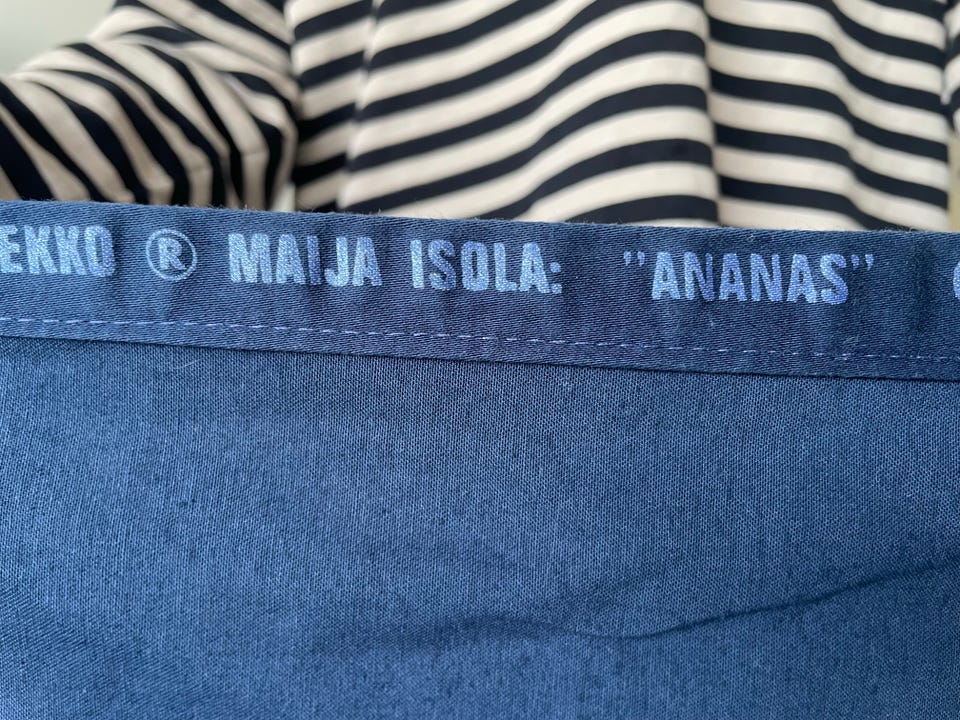 EKKO ® MAIJA ISOLA: "ANANAS"